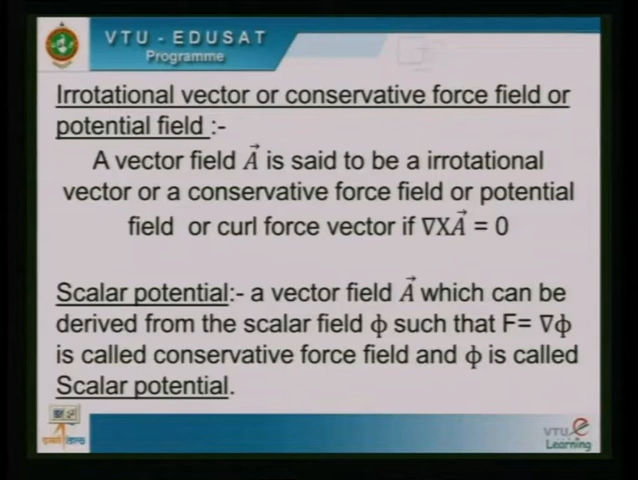 VTU - EDUSAT
Programme
Irrotational vector or conservative force field or
potential field :-
A vector field A⃗ is said to be a irrotational
vector or a conservative force field or potential
field or curl force vector if ∇XA⃗ = 0
Scalar potential:- a vector field A⃗ which can be
derived from the scalar field ϕ such that F= ∇ϕ
is called conservative force field and ϕ is called
Scalar potential.
VTU e
Learning